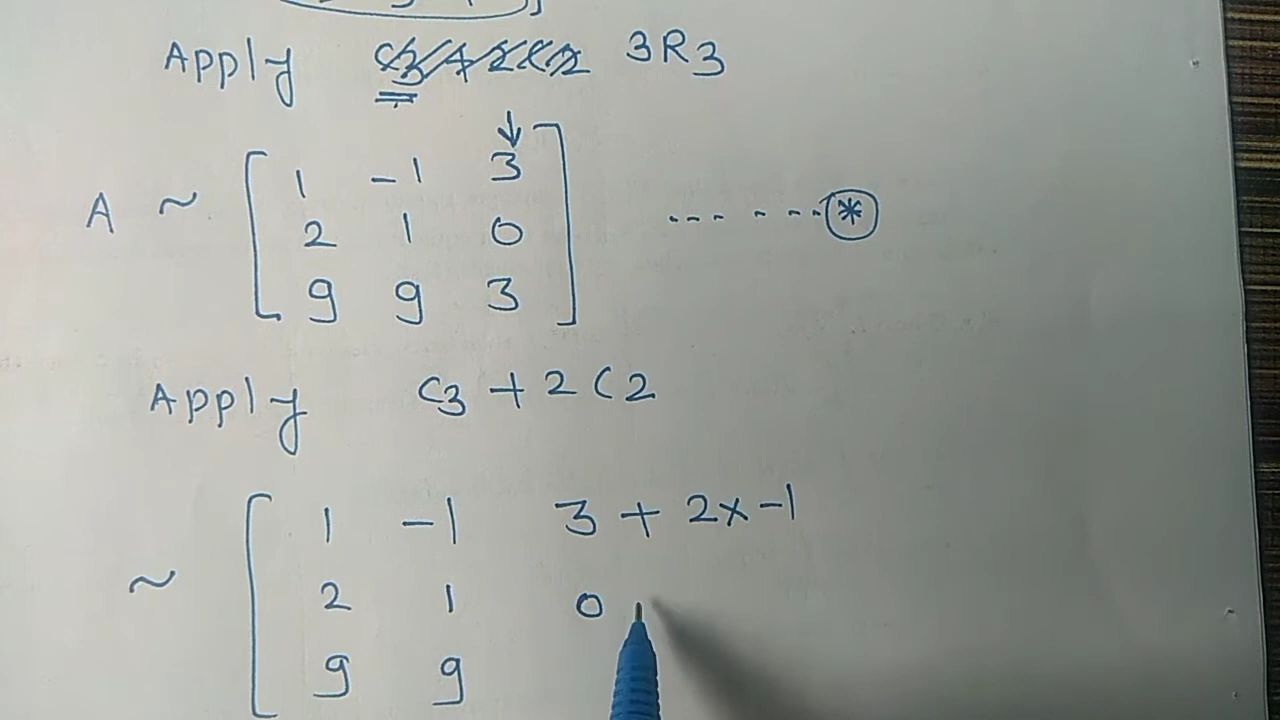 Apply 3R3
A ~ [ 1 -1 3 ]
2 1 0 ------*
9 9 3
Apply C3 + 2C2
~ [ 1 -1 3 + 2x-1
2 1 0
9 9